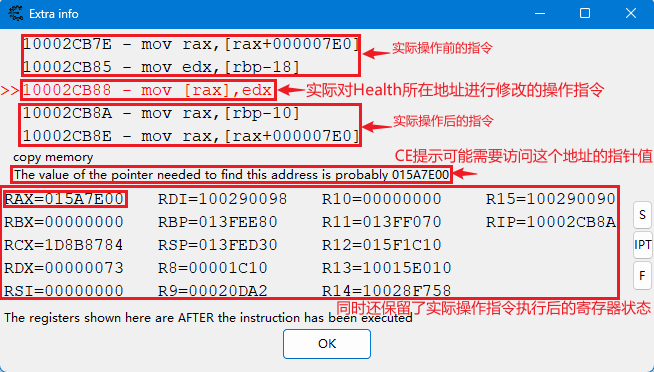 Extra info
10002CB7E - mov rax,[rax+000007E0]
实际操作前的指令
10002CB85 - mov edx,[rbp-18]
>>10002CB88 - mov [rax],edx
实际对Health所在地址进行修改的操作指令
10002CB8A - mov rax,[rbp-10]
实际操作后的指令
10002CB8E - mov rax,[rax+000007E0]
copy memory
CE提示可能需要访问这个地址的指针值
The value of the pointer needed to find this address is probably 015A7E00
RAX=015A7E00 RDI=100290098 R10=00000000 R15=100290090
RBX=00000000 RBP=013FEE80 R11=013FF070 RIP=10002CB8A
RCX=1D8B8784 RSP=013FED30 R12=015F1C10
RDX=00000073 R8=00001C10 R13=10015E010
RSI=00000000 R9=00020DA2 R14=10028F758
S
IPT
F
同时还保留了实际操作指令执行后的寄存器状态
The registers shown here are AFTER the instruction has been executed
OK